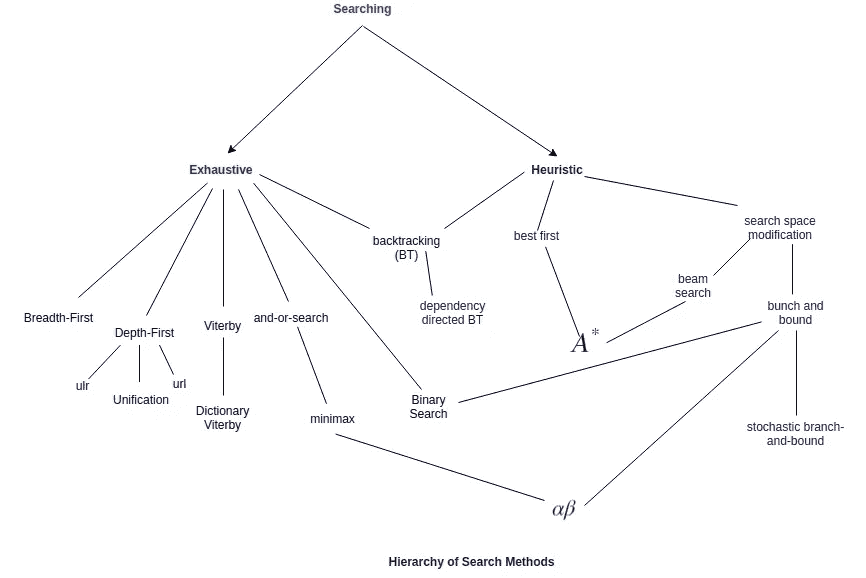 Searching
Exhaustive
Heuristic
search space
modification
backtracking
(BT)
best first
beam
search
dependency
directed BT
bunch and
bound
Breadth-First
Depth-First
Viterby
and-or-search
A*
ulr
Unification
url
Dictionary
Viterby
minimax
Binary
Search
stochastic branch-
and-bound
αβ
Hierarchy of Search Methods